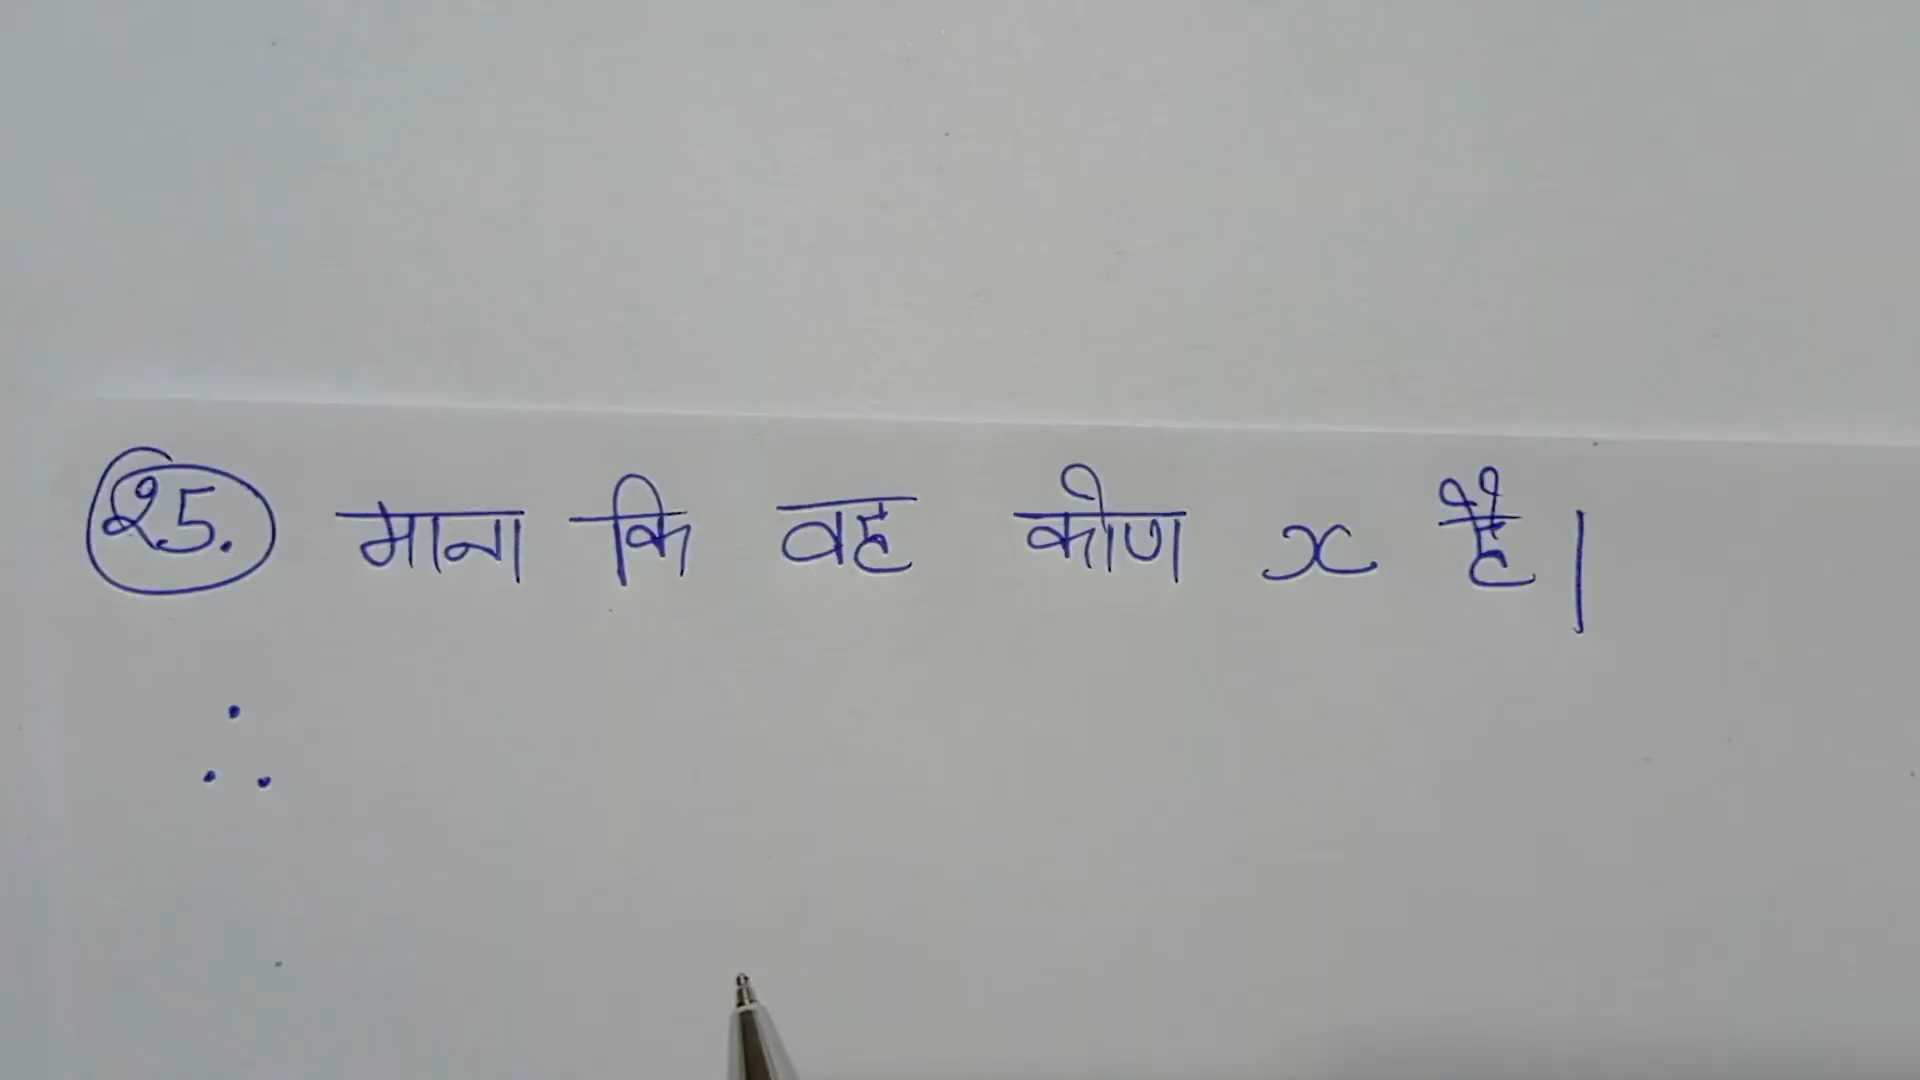 25. माना कि वह कोण x है।
∴